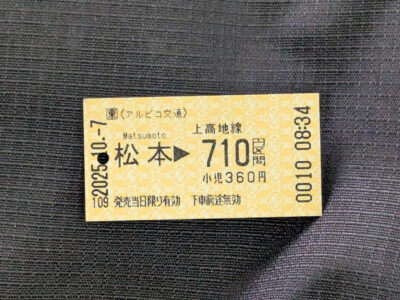 東(アルピコ交通)
上高地線
Matsumoto
松本▶710円区間
小児360円
109 発売当日限り有効 下車前途無効
2025.10.-7
0010 08:34